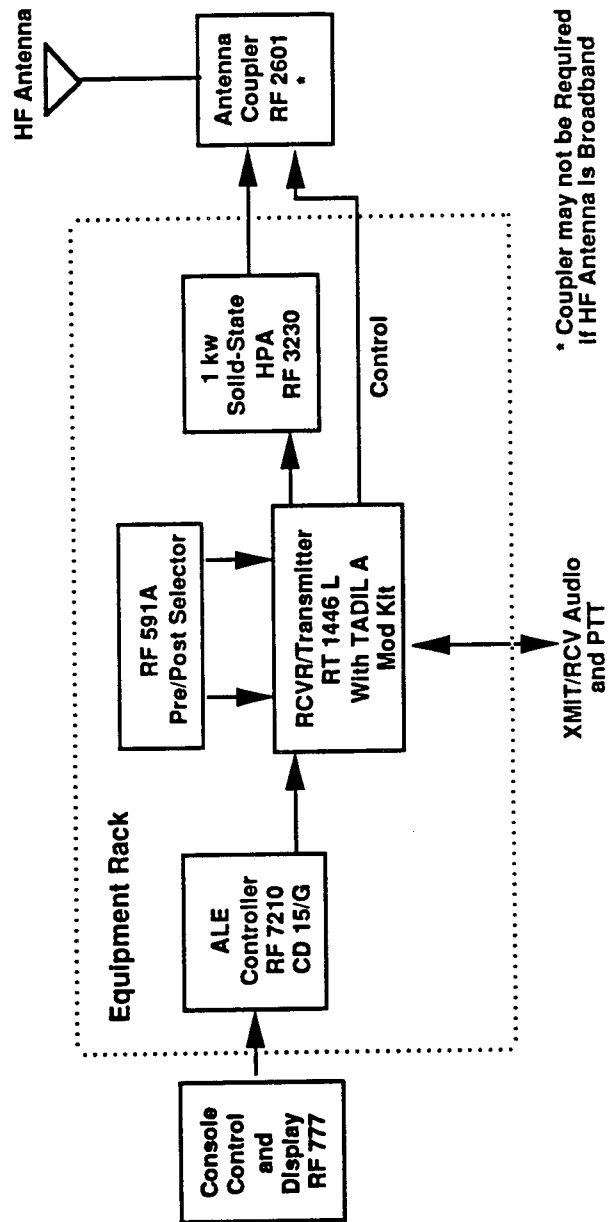 HF Antenna
Antenna
Coupler
RF 2601
*
1 kw
Solid-State
HPA
RF 3230
Control
RF 591A
Pre/Post Selector
RCVR/Transmitter
RT 1446 L
With TADIL A
Mod Kit
Equipment Rack
ALE
Controller
RF 7210
CD 15/G
Console
Control
and
Display
RF 777
XMIT/RCV Audio
and PTT
* Coupler may not be Required
If HF Antenna Is Broadband